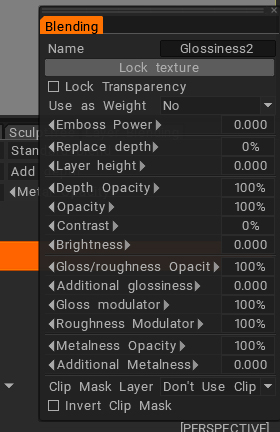 Blending
Name Glossiness2
Lock texture
Lock Transparency
Use as Weight No
Emboss Power 0.000
Replace depth 0%
Layer height 0.000
Depth Opacity 100%
Opacity 100%
Contrast 0%
Brightness 0.000
Gloss/roughness Opacit 100%
Additional glossiness 0.000
Gloss modulator 100%
Roughness Modulator 100%
Metalness Opacity 100%
Additional Metalness 0.000
Clip Mask Layer Don't Use Clip
Invert Clip Mask
Sculp
Stan
Add
Met
[PERSPECTIVE]